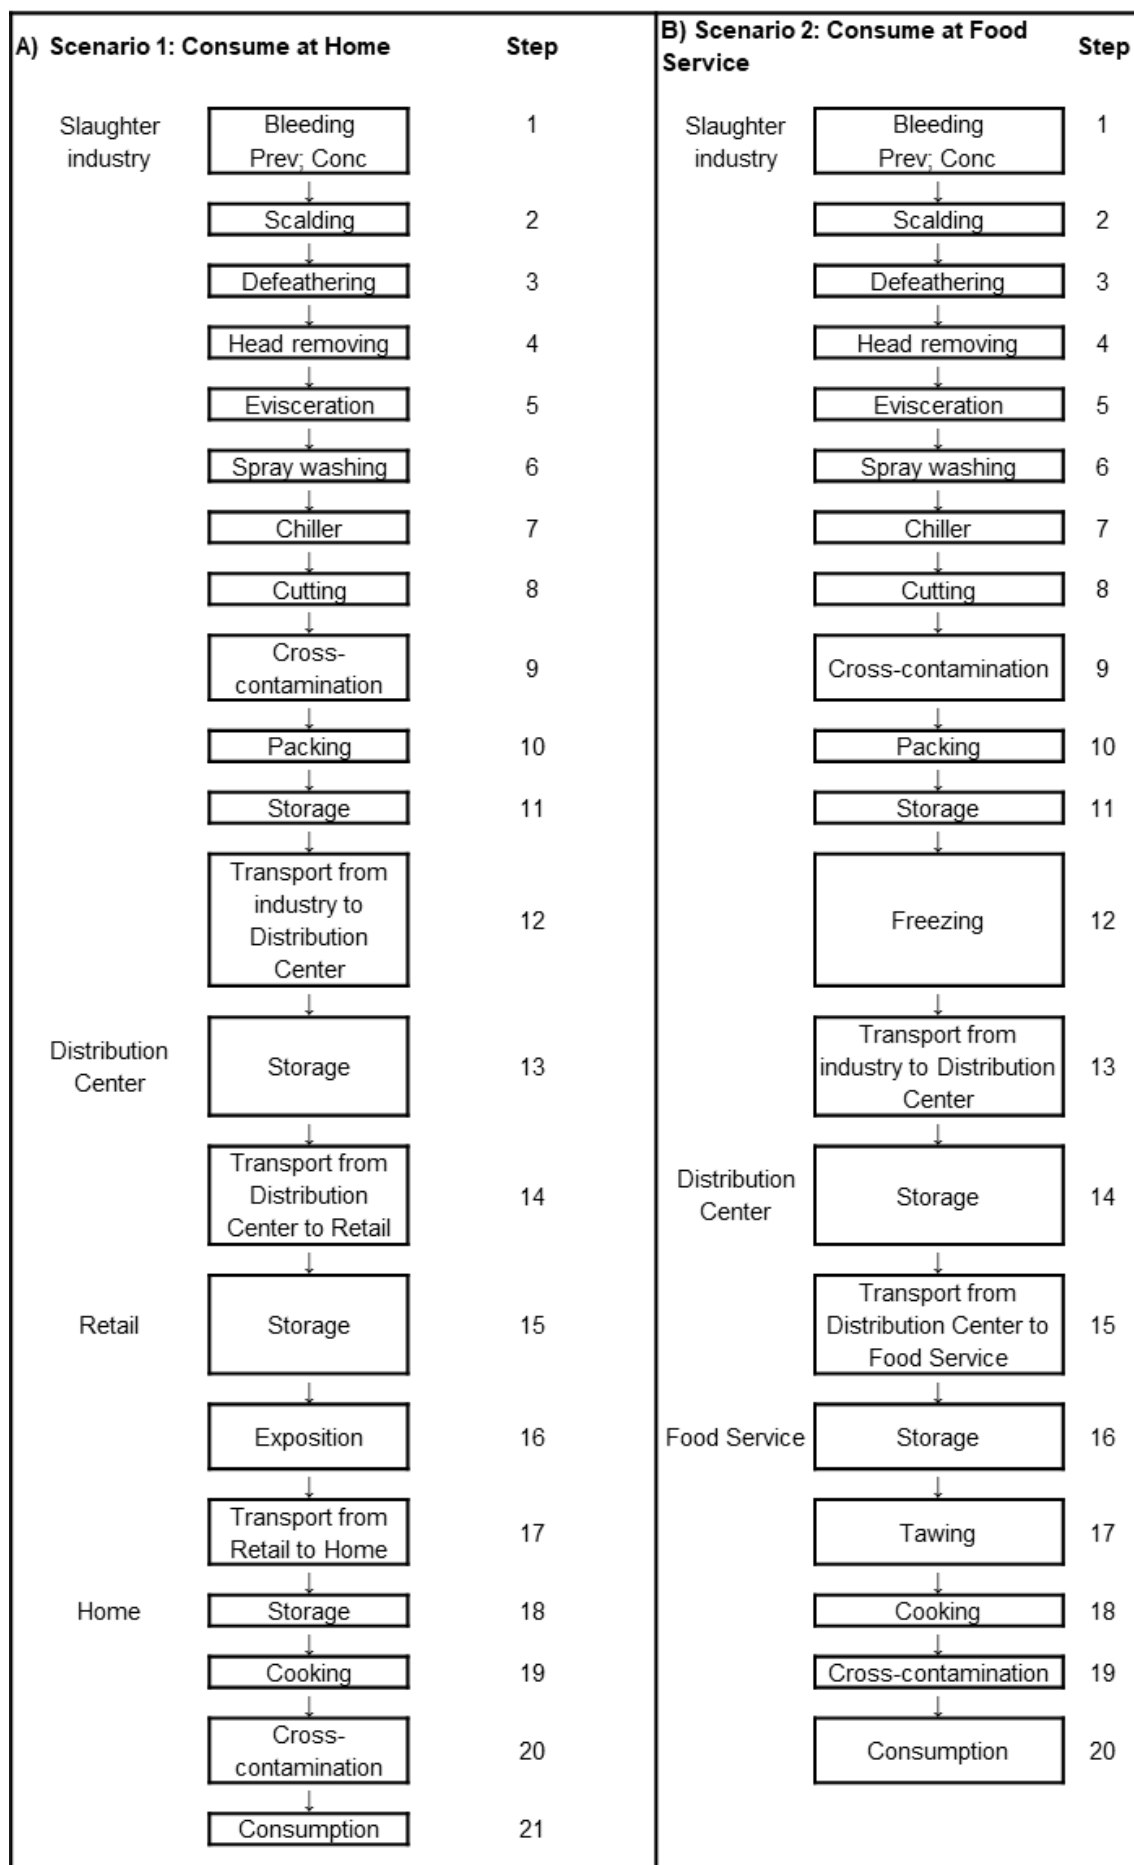 A) Scenario 1: Consume at Home Step
Slaughter
industry
Bleeding
Prev; Conc
1
↓
Scalding
2
↓
Defeathering
3
↓
Head removing
4
↓
Evisceration
5
↓
Spray washing
6
↓
Chiller
7
↓
Cutting
8
↓
Cross-
contamination
9
↓
Packing
10
↓
Storage
11
↓
Transport from
industry to
Distribution
Center
12
↓
Distribution
Center
Storage
13
↓
Transport from
Distribution
Center to Retail
14
↓
Retail
Storage
15
↓
Exposition
16
↓
Transport from
Retail to Home
17
↓
Home
Storage
18
↓
Cooking
19
↓
Cross-
contamination
20
↓
Consumption
21
B) Scenario 2: Consume at Food
Service
Step
Slaughter
industry
Bleeding
Prev; Conc
1
↓
Scalding
2
↓
Defeathering
3
↓
Head removing
4
↓
Evisceration
5
↓
Spray washing
6
↓
Chiller
7
↓
Cutting
8
↓
Cross-contamination
9
↓
Packing
10
↓
Storage
11
↓
Freezing
12
↓
Transport from
industry to Distribution
Center
13
↓
Distribution
Center
Storage
14
↓
Transport from
Distribution Center to
Food Service
15
↓
Food Service
Storage
16
↓
Tawing
17
↓
Cooking
18
↓
Cross-contamination
19
↓
Consumption
20